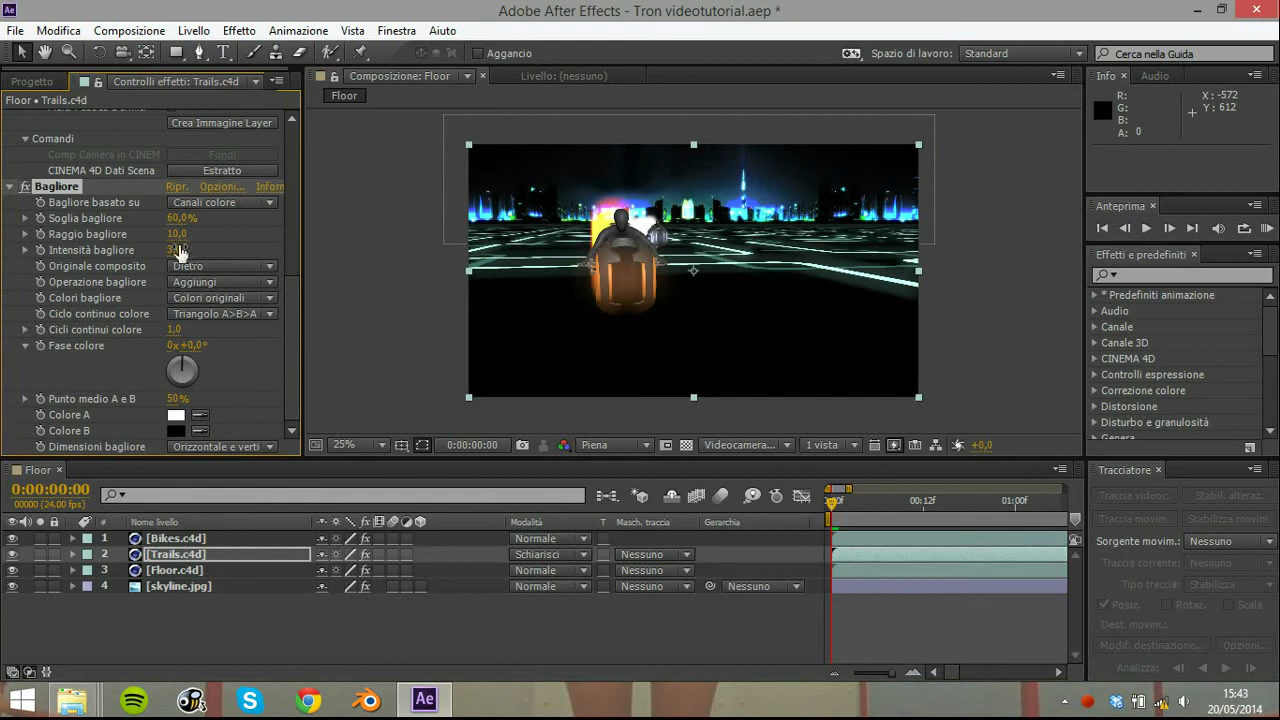 Ae
Adobe After Effects - Tron videotutorial.aep *
File Modifica Composizione Livello Effetto Animazione Vista Finestra Aiuto
Aggancio
Spazio di lavoro: Standard
Cerca nella Guida
Progetto
Controlli effetti: Trails.c4d
Composizione: Floor
Livello: (nessuno)
Info
Audio
Floor • Trails.c4d
Floor
R:
G:
B:
A: 0
X: -572
Y: 612
Crea Immagine Layer
Comandi
Comp Camera in CINEM
Fondi
CINEMA 4D Dati Scena
Estratto
fx Bagliore Ripr. Opzioni... Inform
Bagliore basato su Canali colore
Soglia bagliore 60,0%
Raggio bagliore 10,0
Intensità bagliore
Originale composito Dietro
Operazione bagliore Aggiungi
Colori bagliore Colori originali
Ciclo continuo colore Triangolo A>B>A
Cicli continui colore 1,0
Fase colore 0x+0,0°
Punto medio A e B 50%
Colore A
Colore B
Dimensioni bagliore Orizzontale e verti
Anteprima
Effetti e predefiniti
* Predefiniti animazione
Audio
Canale
Canale 3D
CINEMA 4D
Controlli espressione
Correzione colore
Distorsione
Disturbo e granulosità
Genera
25%
0:00:00:00
Piena
Videocamera...
1 vista
+0,0
Floor
0:00:00:00
00000 (24.00 fps)
00:12f
01:00f
# Nome livello Modalità T Masch. traccia Gerarchia
1 [Bikes.c4d] fx Normale
2 [Trails.c4d] fx Schiarisci Nessuno
3 [Floor.c4d] fx Normale Nessuno
4 [skyline.jpg] fx Normale Nessuno Nessuno
Tracciatore
Traccia videoc. Stabil. alteraz.
Traccia movim. Stabilizza movim.
Sorgente movim.: Nessuno
Traccia corrente: Nessuno
Tipo traccia: Stabilizza
Posiz. Rotaz. Scala
Dest. movim.:
Modif. destinazione... Opzioni...
Analizza:
Ae
15:43
20/05/2014